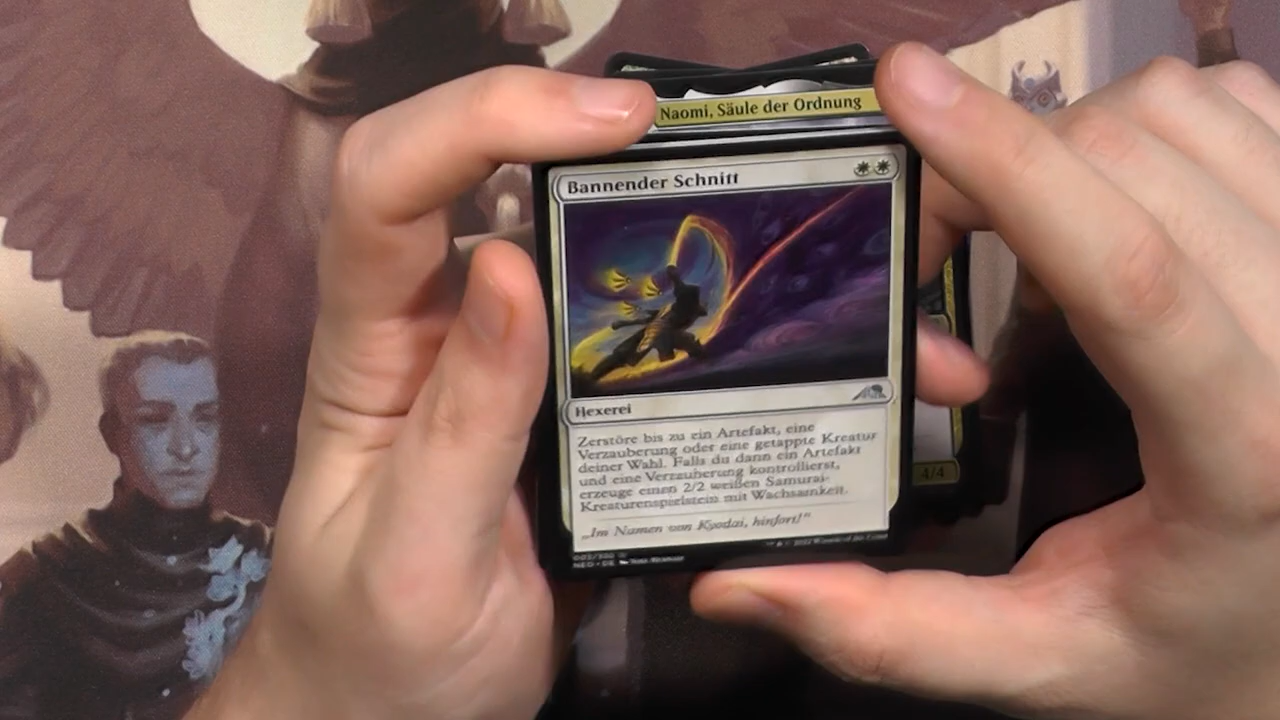 Naomi, Säule der Ordnung
Bannender Schnitt
Hexerei
Zerstöre bis zu ein Artefakt, eine
Verzauberung oder eine getappte Kreatur
deiner Wahl. Falls du dann ein Artefakt
und eine Verzauberung kontrollierst,
erzeuge einen 2/2 weißen Samurai-
Kreaturenspielstein mit Wachsamkeit.
„Im Namen von Kyodai, hinfort!“
4/4
NEO • DE